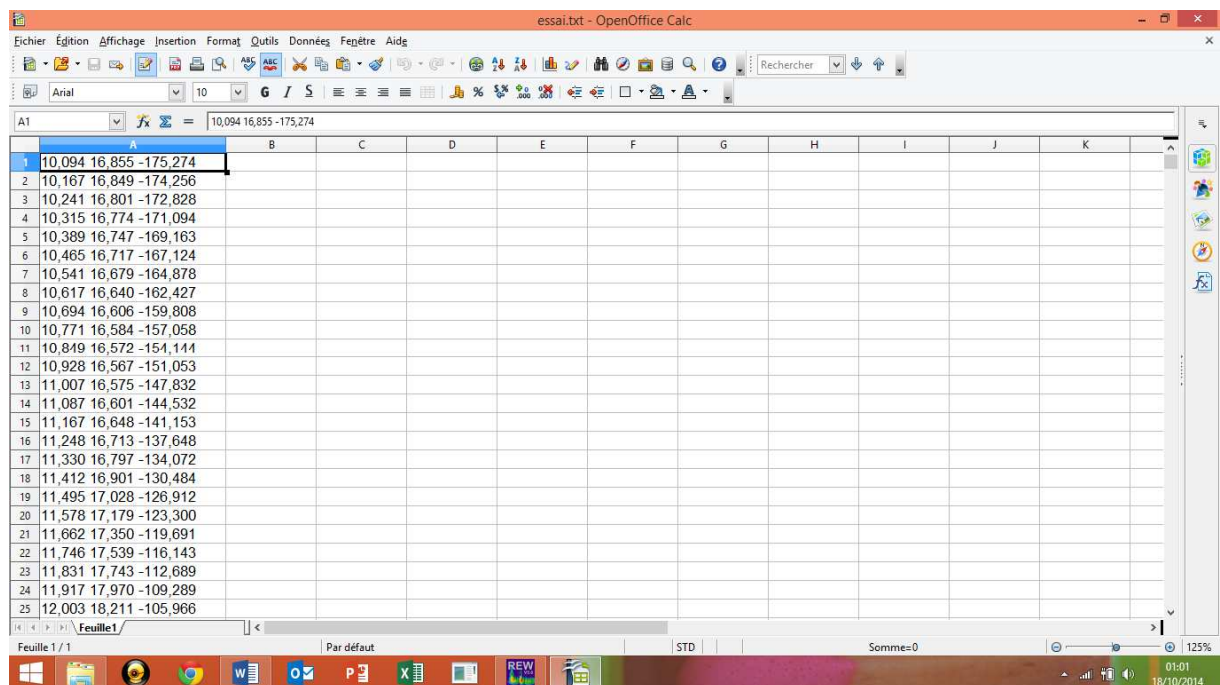 essai.txt - OpenOffice Calc
Fichier Édition Affichage Insertion Format Outils Données Fenêtre Aide
Rechercher
Arial 10 G I S
A1 10,094 16,855 -175,274
A B C D E F G H I J K
1 10,094 16,855 -175,274
2 10,167 16,849 -174,256
3 10,241 16,801 -172,828
4 10,315 16,774 -171,094
5 10,389 16,747 -169,163
6 10,465 16,717 -167,124
7 10,541 16,679 -164,878
8 10,617 16,640 -162,427
9 10,694 16,606 -159,808
10 10,771 16,584 -157,058
11 10,849 16,572 -154,144
12 10,928 16,567 -151,053
13 11,007 16,575 -147,832
14 11,087 16,601 -144,532
15 11,167 16,648 -141,153
16 11,248 16,713 -137,648
17 11,330 16,797 -134,072
18 11,412 16,901 -130,484
19 11,495 17,028 -126,912
20 11,578 17,179 -123,300
21 11,662 17,350 -119,691
22 11,746 17,539 -116,143
23 11,831 17,743 -112,689
24 11,917 17,970 -109,289
25 12,003 18,211 -105,966
Feuille1
Feuille 1 / 1 Par défaut STD Somme=0 125%
REW
01:01
18/10/2014